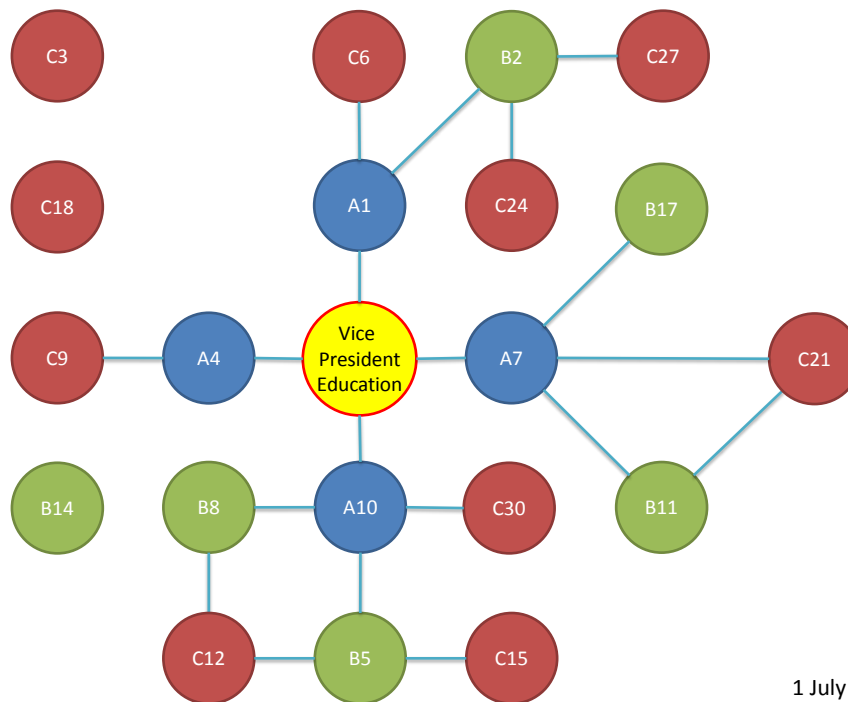 C3
C6
B2
C27
C18
A1
C24
B17
C9
A4
Vice
President
Education
A7
C21
B14
B8
A10
C30
B11
C12
B5
C15
1 July